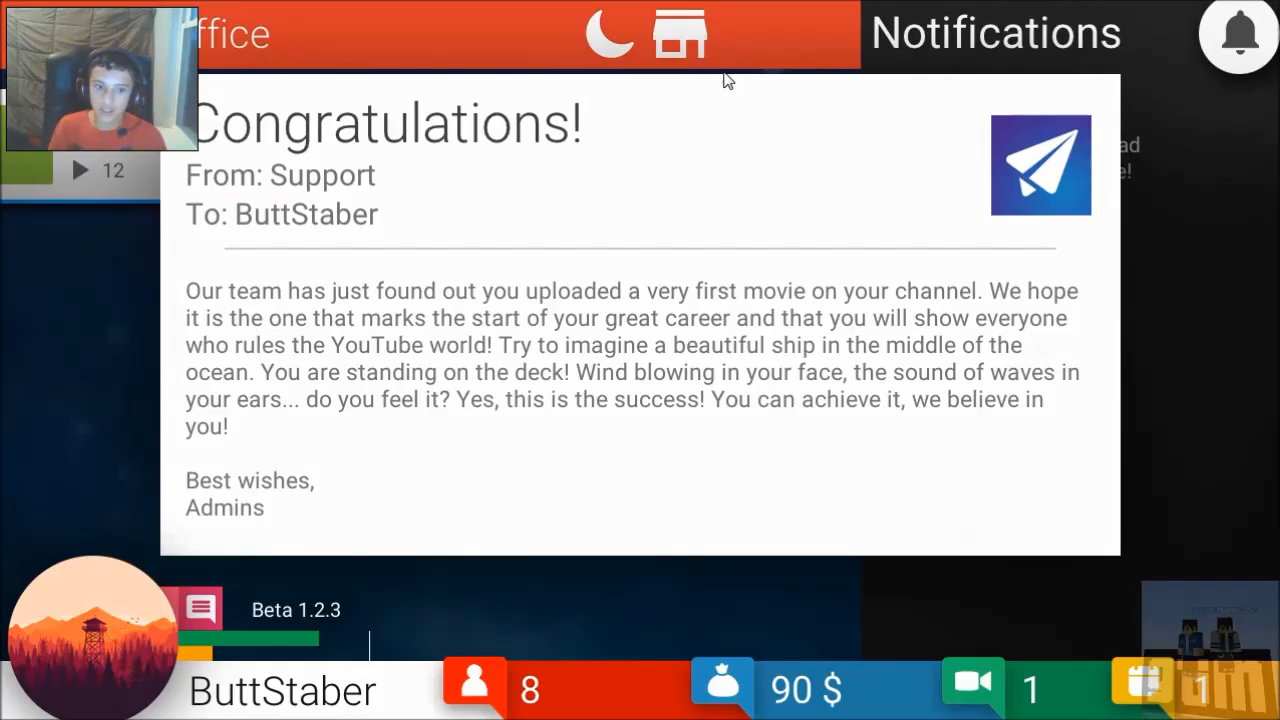 ffice
Notifications
12
Congratulations!
From: Support
To: ButtStaber
ad
e!
Our team has just found out you uploaded a very first movie on your channel. We hope
it is the one that marks the start of your great career and that you will show everyone
who rules the YouTube world! Try to imagine a beautiful ship in the middle of the
ocean. You are standing on the deck! Wind blowing in your face, the sound of waves in
your ears... do you feel it? Yes, this is the success! You can achieve it, we believe in
you!
Best wishes,
Admins
Beta 1.2.3
ButtStaber
8
90 $
1
1